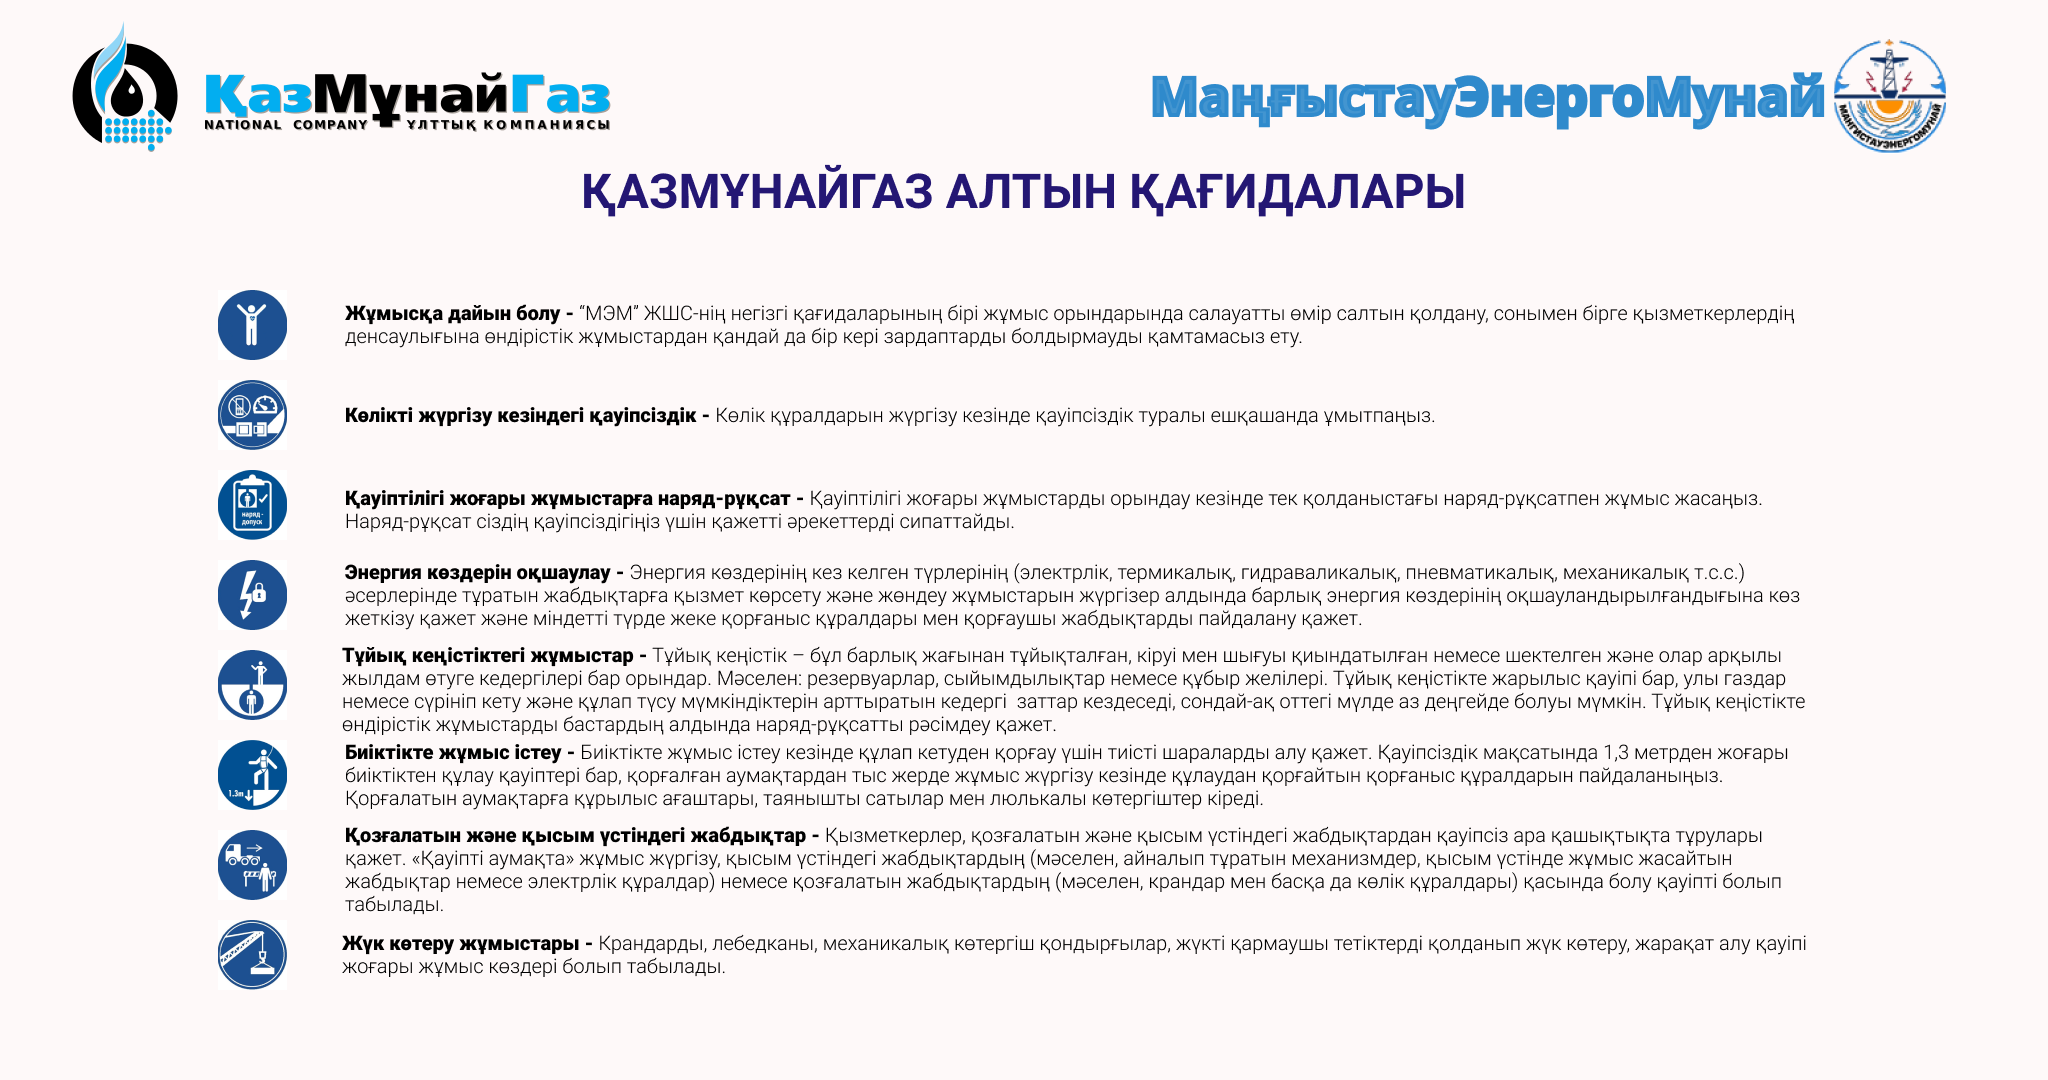 ҚазМұнайГаз
NATIONAL COMPANY ҰЛТТЫҚ КОМПАНИЯСЫ
МаңғыстауЭнергоМунай
МАНГИСТАУЭНЕРГОМУНАЙ
ҚАЗМҰНАЙГАЗ АЛТЫН ҚАҒИДАЛАРЫ
Жұмысқа дайын болу - “МЭМ” ЖШС-нің негізгі қағидаларының бірі жұмыс орындарында салауатты өмір салтын қолдану, сонымен бірге қызметкерлердің
денсаулығына өндірістік жұмыстардан қандай да бір кері зардаптарды болдырмауды қамтамасыз ету.
Көлікті жүргізу кезіндегі қауіпсіздік - Көлік құралдарын жүргізу кезінде қауіпсіздік туралы ешқашанда ұмытпаңыз.
наряд -
допуск
Қауіптілігі жоғары жұмыстарға наряд-рұқсат - Қауіптілігі жоғары жұмыстарды орындау кезінде тек қолданыстағы наряд-рұқсатпен жұмыс жасаңыз.
Наряд-рұқсат сіздің қауіпсіздігіңіз үшін қажетті әрекеттерді сипаттайды.
Энергия көздерін оқшаулау - Энергия көздерінің кез келген түрлерінің (электрлік, термикалық, гидраваликалық, пневматикалық, механикалық т.с.с.)
әсерлерінде тұратын жабдықтарға қызмет көрсету және жөндеу жұмыстарын жүргізер алдында барлық энергия көздерінің оқшауландырылғандығына көз
жеткізу қажет және міндетті түрде жеке қорғаныс құралдары мен қорғаушы жабдықтарды пайдалану қажет.
Тұйық кеңістіктегі жұмыстар - Тұйық кеңістік – бұл барлық жағынан тұйықталған, кіруі мен шығуы қиындатылған немесе шектелген және олар арқылы
жылдам өтуге кедергілері бар орындар. Мәселен: резервуарлар, сыйымдылықтар немесе құбыр желілері. Тұйық кеңістікте жарылыс қауіпі бар, улы газдар
немесе сүрініп кету және құлап түсу мүмкіндіктерін арттыратын кедергі  заттар кездеседі, сондай-ақ оттегі мүлде аз деңгейде болуы мүмкін. Тұйық кеңістікте
өндірістік жұмыстарды бастардың алдында наряд-рұқсатты рәсімдеу қажет.
1.3m
Биіктікте жұмыс істеу - Биіктікте жұмыс істеу кезінде құлап кетуден қорғау үшін тиісті шараларды алу қажет. Қауіпсіздік мақсатында 1,3 метрден жоғары
биіктіктен құлау қауіптері бар, қорғалған аумақтардан тыс жерде жұмыс жүргізу кезінде құлаудан қорғайтын қорғаныс құралдарын пайдаланыңыз.
Қорғалатын аумақтарға құрылыс ағаштары, таянышты сатылар мен люлькалы көтергіштер кіреді.
Қозғалатын және қысым үстіндегі жабдықтар - Қызметкерлер, қозғалатын және қысым үстіндегі жабдықтардан қауіпсіз ара қашықтықта тұрулары
қажет. «Қауіпті аумақта» жұмыс жүргізу, қысым үстіндегі жабдықтардың (мәселен, айналып тұратын механизмдер, қысым үстінде жұмыс жасайтын
жабдықтар немесе электрлік құралдар) немесе қозғалатын жабдықтардың (мәселен, крандар мен басқа да көлік құралдары) қасында болу қауіпті болып
табылады.
Жүк көтеру жұмыстары - Крандарды, лебедканы, механикалық көтергіш қондырғылар, жүкті қармаушы тетіктерді қолданып жүк көтеру, жарақат алу қауіпі
жоғары жұмыс көздері болып табылады.